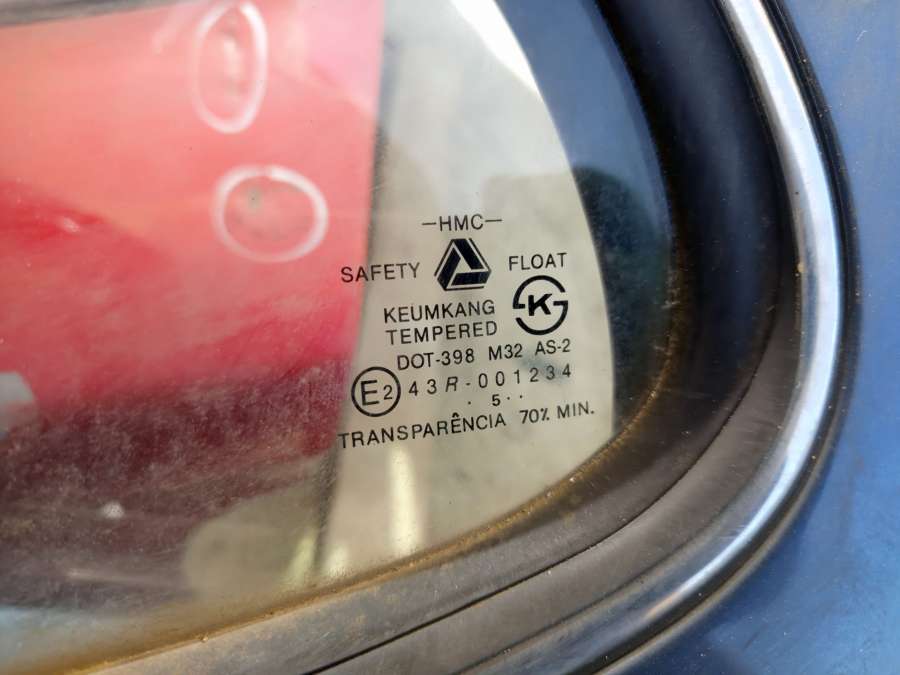 -HMC-
SAFETY FLOAT
K
KEUMKANG
TEMPERED
DOT-398 M32 AS-2
E2 43R-001234
. 5 . .
TRANSPARÊNCIA 70% MIN.